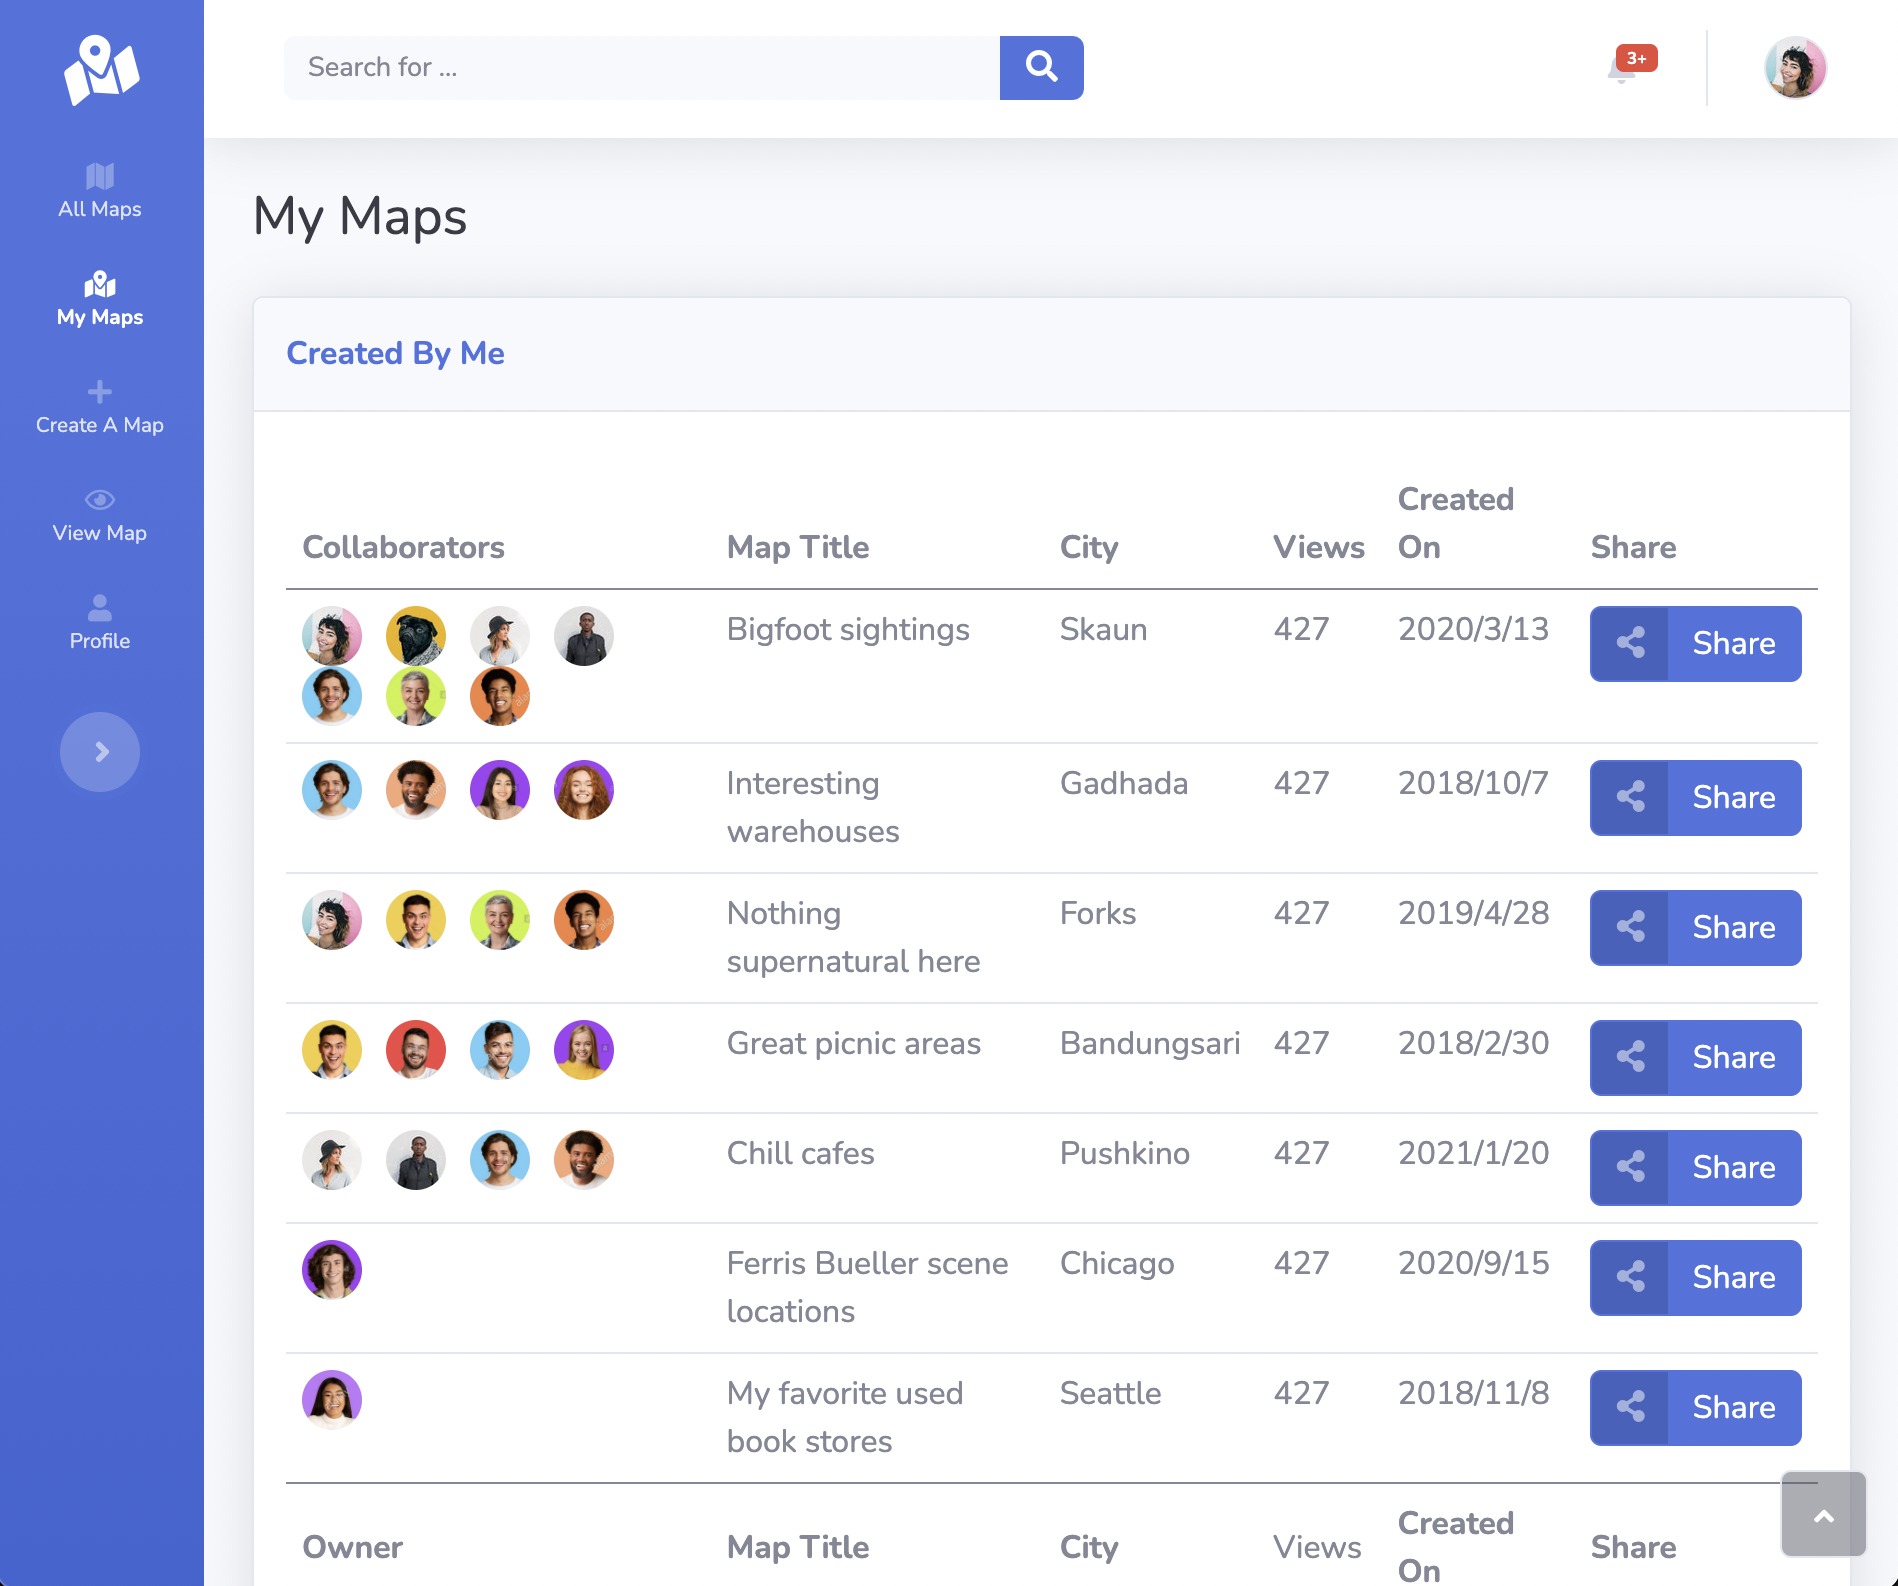 Search for ...
3+
All Maps
My Maps
Create A Map
View Map
Profile
My Maps
Created By Me
Collaborators Map Title City Views Created On Share
Bigfoot sightings Skaun 427 2020/3/13 Share
Interesting warehouses Gadhada 427 2018/10/7 Share
Nothing supernatural here Forks 427 2019/4/28 Share
Great picnic areas Bandungsari 427 2018/2/30 Share
Chill cafes Pushkino 427 2021/1/20 Share
Ferris Bueller scene locations Chicago 427 2020/9/15 Share
My favorite used book stores Seattle 427 2018/11/8 Share
Owner Map Title City Views Created On Share